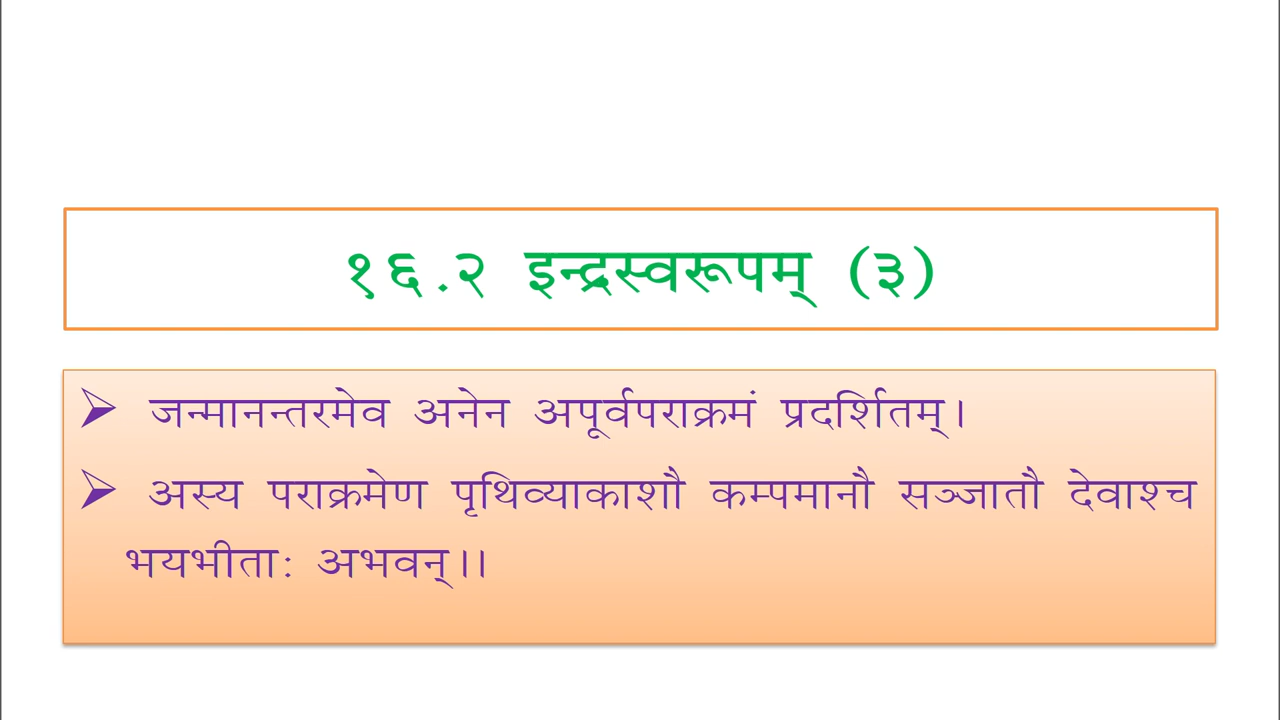 १६.२ इन्द्रस्वरूपम् (३)
➢ जन्मानन्तरमेव अनेन अपूर्वपराक्रमं प्रदर्शितम्।
➢ अस्य पराक्रमेण पृथिव्याकाशौ कम्पमानौ सञ्जातौ देवाश्च
भयभीताः अभवन्।।